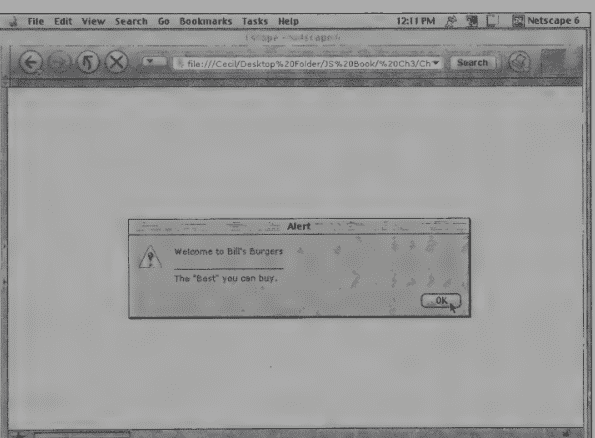 File Edit View Search Go Bookmarks Tasks Help 12:11 PM Netscape 6
file:///Cecil/Desktop%20Folder/JS%20Book/%20Ch3/Ch Search
Alert
Welcome to Bill's Burgers
The "Best" you can buy.
OK